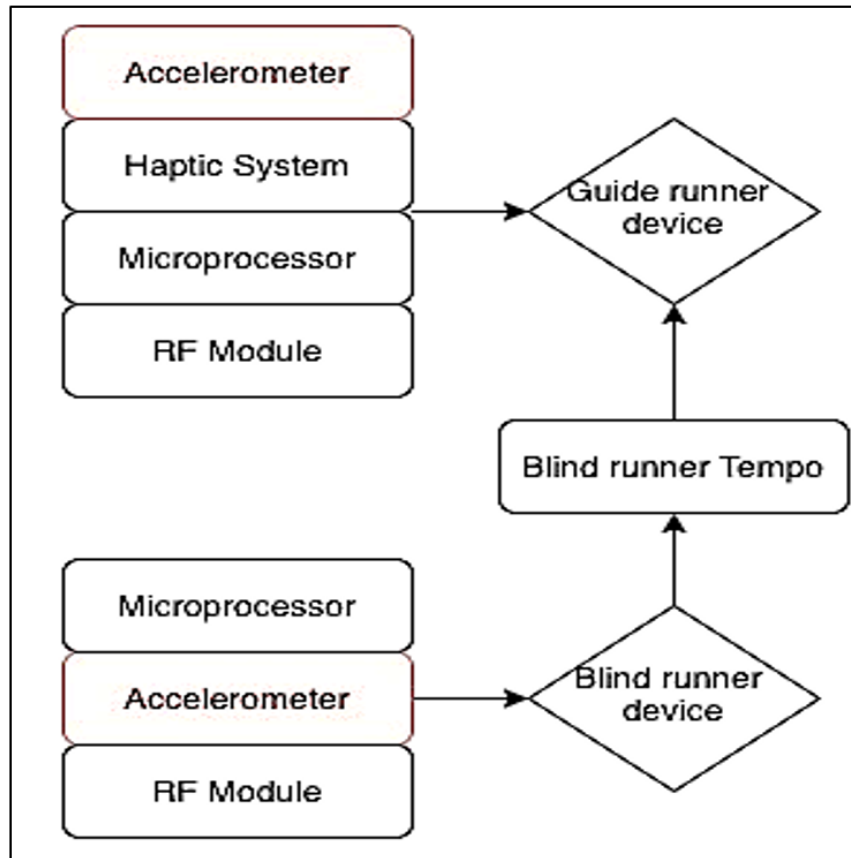 Accelerometer
Haptic System
Microprocessor
RF Module
Guide runner
device
Blind runner Tempo
Microprocessor
Accelerometer
RF Module
Blind runner
device